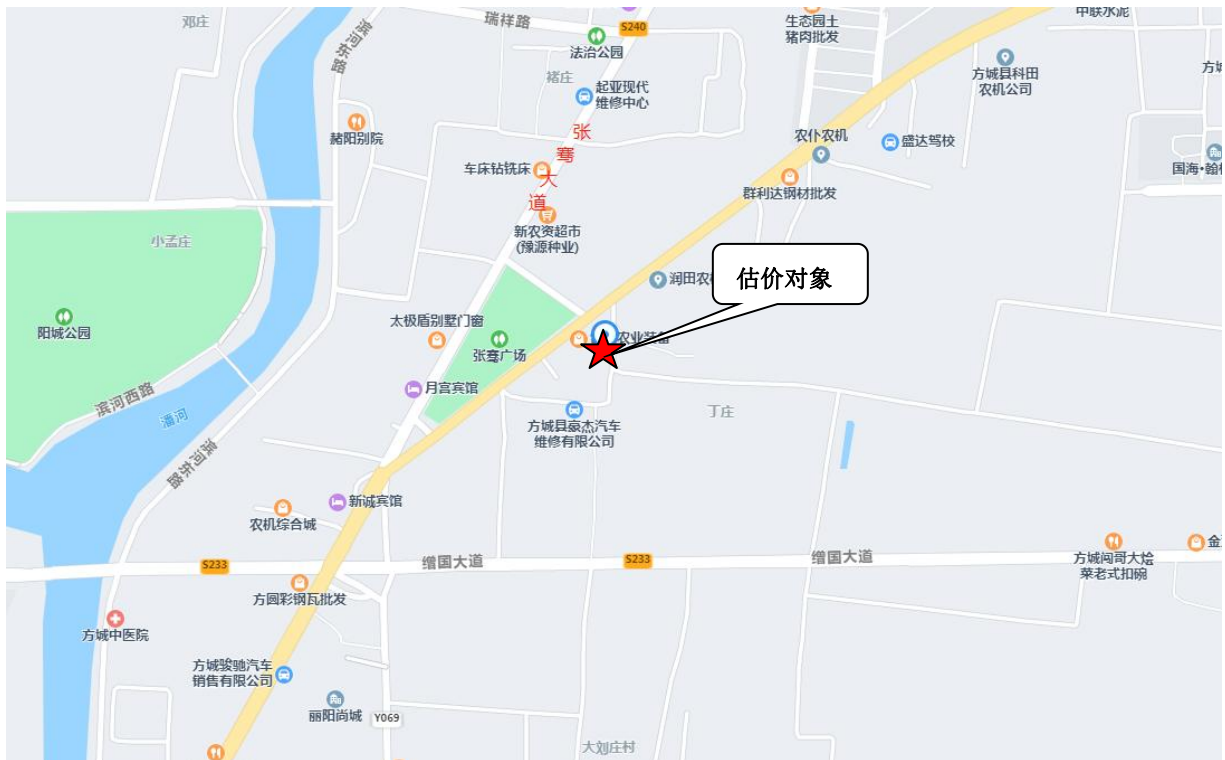 邓庄
滨河东路
瑞祥路
S240
法治公园
生态园土
猪肉批发
中联水泥
褚庄
起亚现代
维修中心
方城县科田
农机公司
赭阳别院
张
骞
大
道
农仆农机
盛达驾校
车床钻铣床
群利达钢材批发
小孟庄
新农资超市
(豫源种业)
润田农
估价对象
阳城公园
太极盾别墅门窗
张骞广场
农业装备
月宫宾馆
滨河西路
潘河
滨河东路
方城县豪杰汽车
维修有限公司
丁庄
新诚宾馆
农机综合城
S233
缯国大道
S233
缯国大道
方城闯哥大烩
菜老式扣碗
方圆彩钢瓦批发
方城中医院
方城骏驰汽车
销售有限公司
丽阳尚城
Y069
大刘庄村